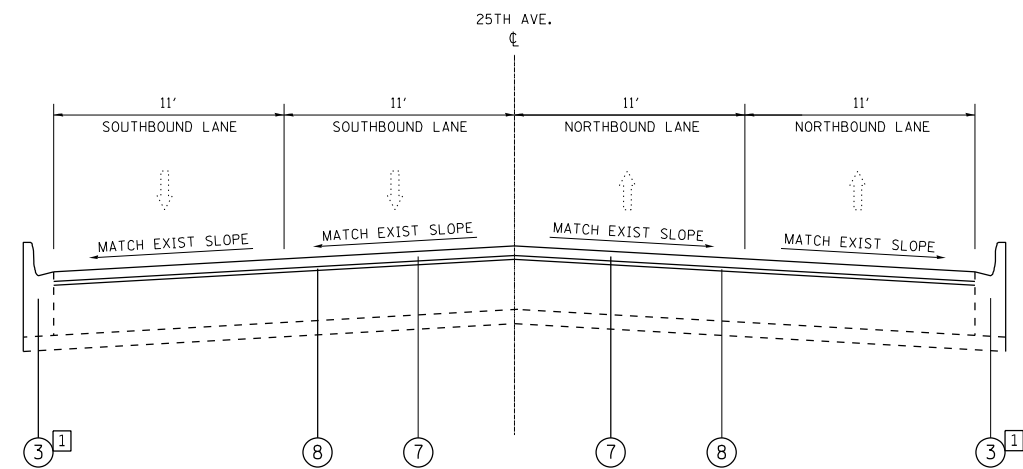 25TH AVE.
℄
11' 11' 11' 11'
SOUTHBOUND LANE SOUTHBOUND LANE NORTHBOUND LANE NORTHBOUND LANE
MATCH EXIST SLOPE MATCH EXIST SLOPE MATCH EXIST SLOPE MATCH EXIST SLOPE
3 1 8 7 7 8 3 1